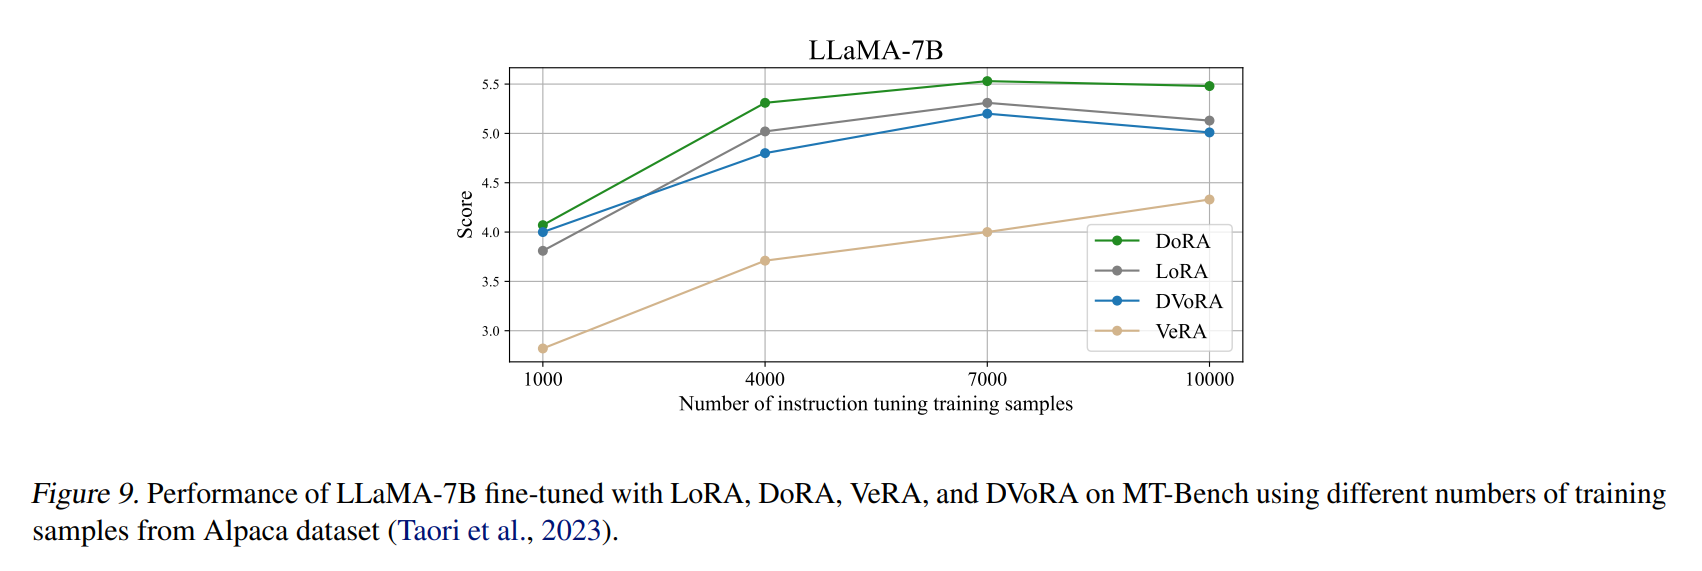 LLaMA-7B
5.5
5.0
4.5
4.0
3.5
3.0
Score
DoRA
LoRA
DVoRA
VeRA
1000 4000 7000 10000
Number of instruction tuning training samples
Figure 9. Performance of LLaMA-7B fine-tuned with LoRA, DoRA, VeRA, and DVoRA on MT-Bench using different numbers of training
samples from Alpaca dataset (Taori et al., 2023).